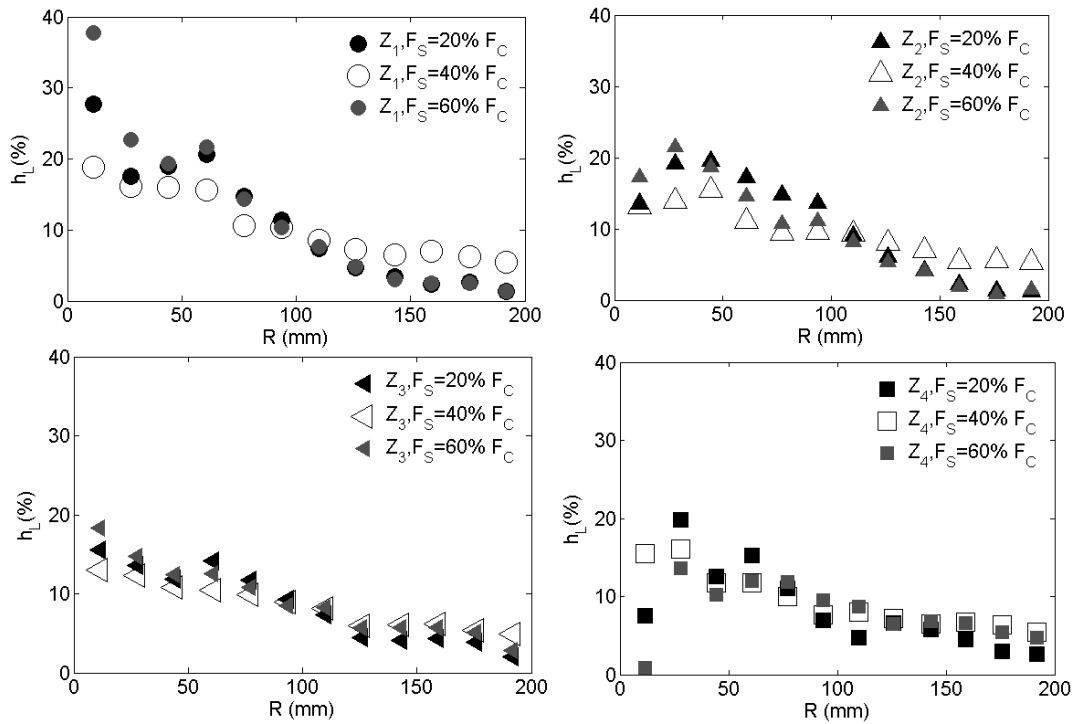 40
30
20
10
0
h_L(%)
0 50 100 150 200
R (mm)
Z_1,F_S=20% F_C
Z_1,F_S=40% F_C
Z_1,F_S=60% F_C
40
30
20
10
0
h_L(%)
0 50 100 150 200
R (mm)
Z_2,F_S=20% F_C
Z_2,F_S=40% F_C
Z_2,F_S=60% F_C
40
30
20
10
0
h_L(%)
0 50 100 150 200
R (mm)
Z_3,F_S=20% F_C
Z_3,F_S=40% F_C
Z_3,F_S=60% F_C
40
30
20
10
0
h_L(%)
0 50 100 150 200
R (mm)
Z_4,F_S=20% F_C
Z_4,F_S=40% F_C
Z_4,F_S=60% F_C